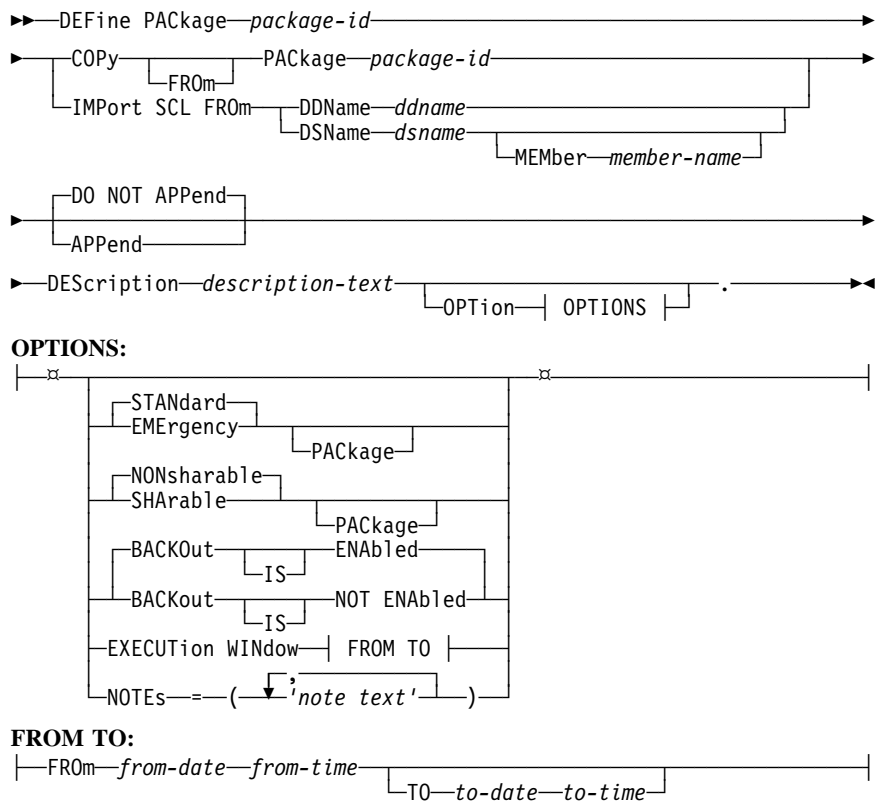 DEFine PACkage package-id
COPy PACkage package-id
FROm
IMPort SCL FROm DDName ddname
DSName dsname
MEMber member-name
DO NOT APPend
APPend
DEScription description-text .
OPTion OPTIONS
OPTIONS:
¤ ¤
STANdard
EMErgency
PACkage
NONsharable
SHArable
PACkage
BACKOut ENAbled
IS
BACKout NOT ENAbled
IS
EXECUTion WINdow FROM TO
,
NOTEs = ( 'note text' )
FROM TO:
FROm from-date from-time
TO to-date to-time